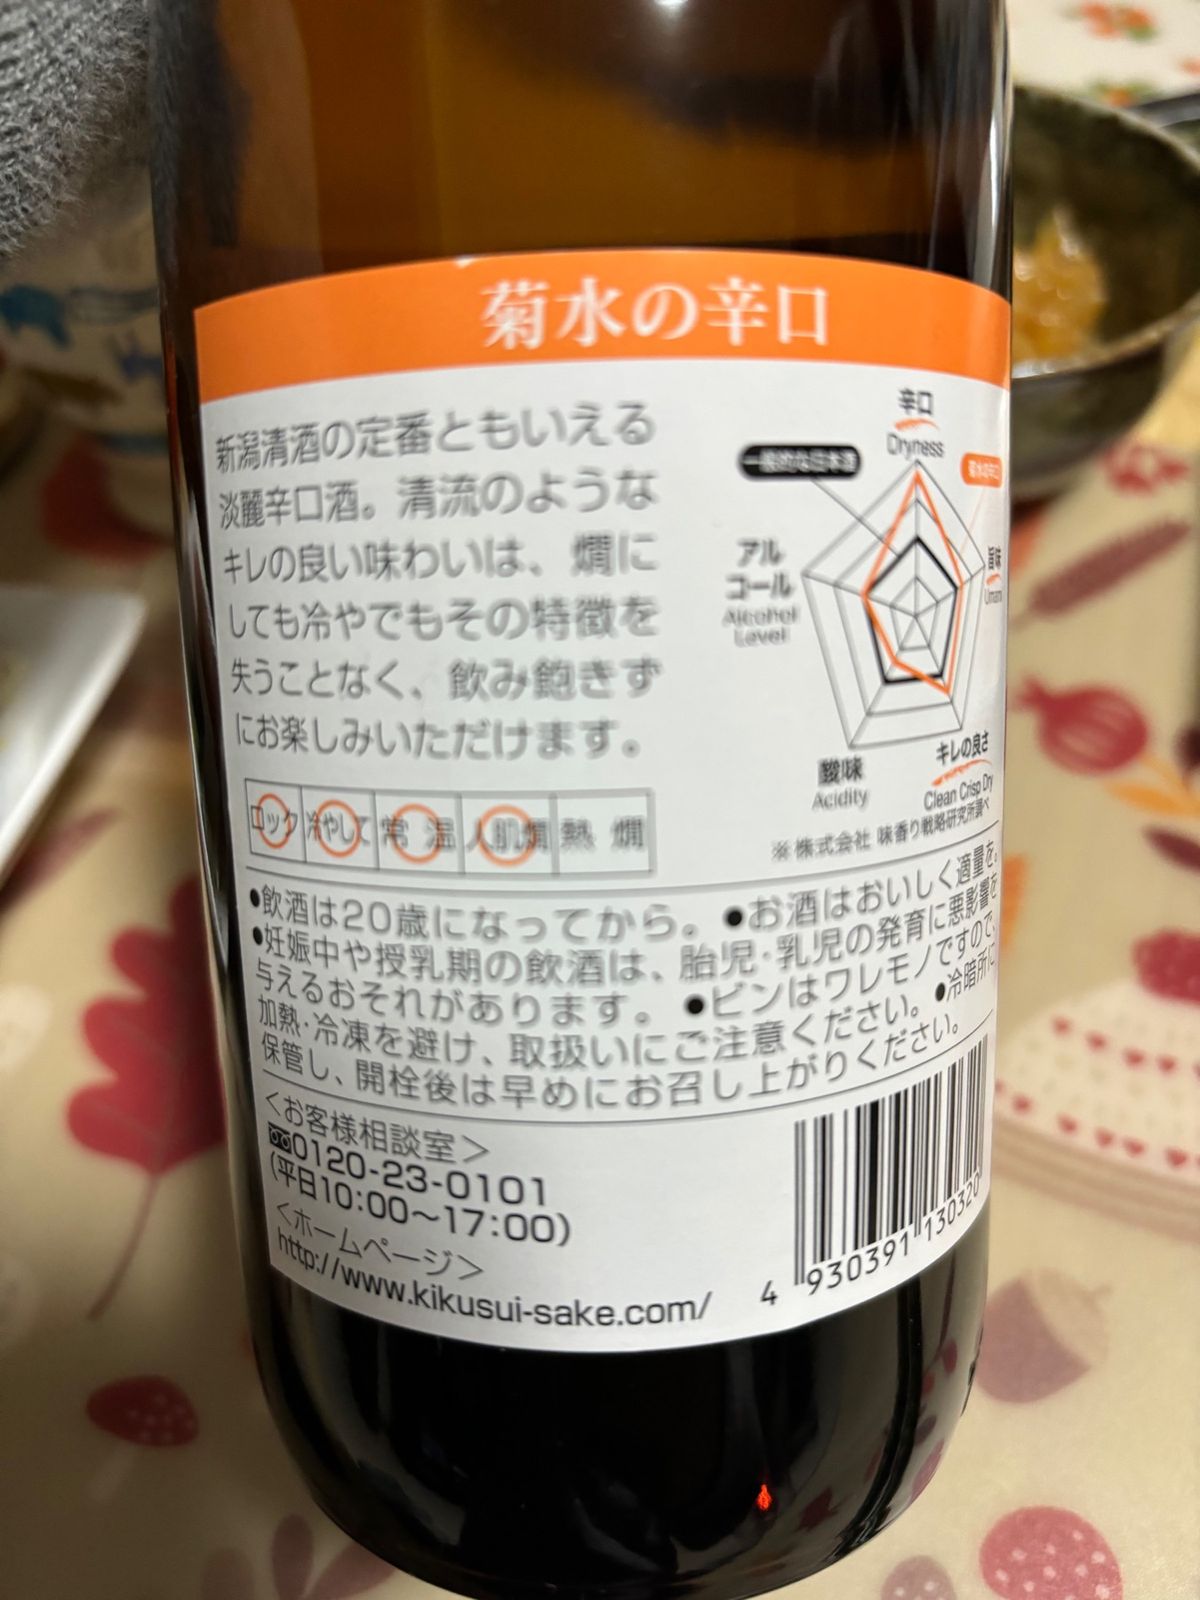 菊水の辛口
新潟清酒の定番ともいえる
淡麗辛口酒。清流のような
キレの良い味わいは、燗に
しても冷やでもその特徴を
失うことなく、飲み飽きず
にお楽しみいただけます。
辛口
Dryness
一般的な日本酒
菊水の辛口
旨味
Umami
アル
コール
Alcohol
Level
酸味
Acidity
キレの良さ
Clean Crisp Dry
※株式会社 味香り戦略研究所調べ
ロック 冷やして 常温 人肌燗 熱燗
●飲酒は20歳になってから。●お酒はおいしく適量を。
●妊娠中や授乳期の飲酒は、胎児・乳児の発育に悪影響を
与えるおそれがあります。●ビンはワレモノですので、
加熱・冷凍を避け、取扱いにご注意ください。●冷暗所に
保管し、開栓後は早めにお召し上がりください。
<お客様相談室>
0120-23-0101
(平日10:00〜17:00)
<ホームページ>
http://www.kikusui-sake.com/
4 930391 130320